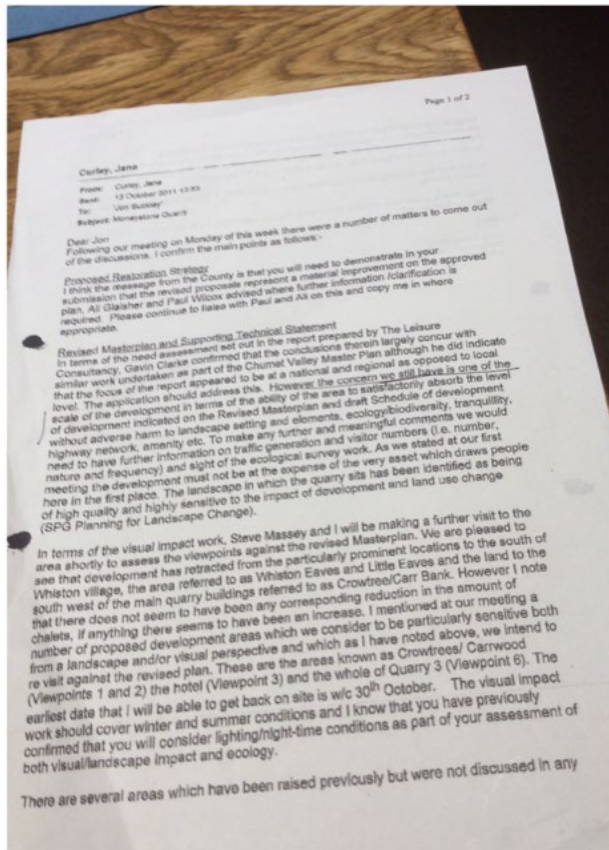 Page 1 of 2
Curley, Jane
From: Curley, Jane
Sent: 13 October 2011 13:53
To: 'Jon Suckley'
Subject: Moneystone Quarry
Dear Jon
Following our meeting on Monday of this week there were a number of matters to come out
of the discussions. I confirm the main points as follows:-
Proposed Restoration Strategy
I think the message from the County is that you will need to demonstrate in your
submission that the revised proposals represent a material improvement on the approved
plan. Ali Glaisher and Paul Wilcox advised where further information /clarification is
required. Please continue to liaise with Paul and Ali on this and copy me in where
appropriate.
Revised Masterplan and Supporting Technical Statement
In terms of the need assessment set out in the report prepared by The Leisure
Consultancy, Gavin Clarke confirmed that the conclusions therein largely concur with
similar work undertaken as part of the Churnet Valley Master Plan although he did indicate
that the focus of the report appeared to be at a national and regional as opposed to local
level. The application should address this. However the concern we still have is one of the
scale of the development in terms of the ability of the area to satisfactorily absorb the level
of development indicated on the Revised Masterplan and draft Schedule of development
without adverse harm to landscape setting and elements, ecology/biodiversity, tranquillity,
highway network, amenity etc. To make any further and meaningful comments we would
need to have further information on traffic generation and visitor numbers (i.e. number,
nature and frequency) and sight of the ecological survey work. As we stated at our first
meeting the development must not be at the expense of the very asset which draws people
here in the first place. The landscape in which the quarry sits has been identified as being
of high quality and highly sensitive to the impact of development and land use change
(SPG Planning for Landscape Change).
In terms of the visual impact work, Steve Massey and I will be making a further visit to the
area shortly to assess the viewpoints against the revised Masterplan. We are pleased to
see that development has retracted from the particularly prominent locations to the south of
Whiston village, the area referred to as Whiston Eaves and Little Eaves and the land to the
south west of the main quarry buildings referred to as Crowtree/Carr Bank. However I note
that there does not seem to have been any corresponding reduction in the amount of
chalets, if anything there seems to have been an increase. I mentioned at our meeting a
number of proposed development areas which we consider to be particularly sensitive both
from a landscape and/or visual perspective and which as I have noted above, we intend to
re visit against the revised plan. These are the areas known as Crowtrees/ Carrwood
(Viewpoints 1 and 2) the hotel (Viewpoint 3) and the whole of Quarry 3 (Viewpoint 6). The
earliest date that I will be able to get back on site is w/c 30th October. The visual impact
work should cover winter and summer conditions and I know that you have previously
confirmed that you will consider lighting/night-time conditions as part of your assessment of
both visual/landscape impact and ecology.
There are several areas which have been raised previously but were not discussed in any